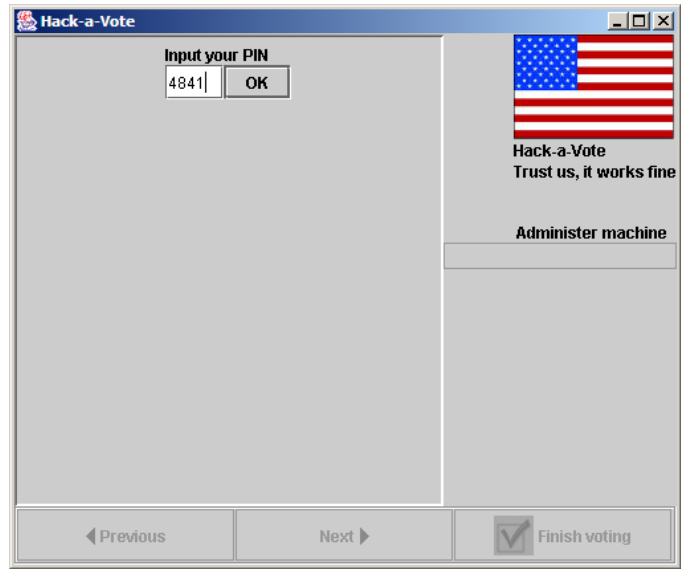 Hack-a-Vote
Input your PIN
4841 OK
Hack-a-Vote
Trust us, it works fine
Administer machine
Previous Next Finish voting